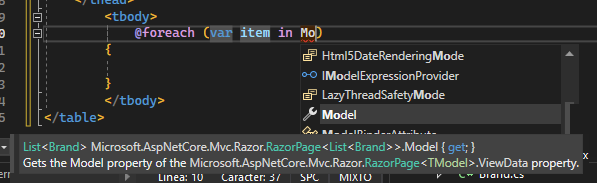 </thead>
<tbody>
@foreach (var item in Mo)
{
Html5DateRenderingMode
IModelExpressionProvider
}
LazyThreadSafetyMode
</tbody>
Model
</table>
ModelBinderAttribute
List<Brand> Microsoft.AspNetCore.Mvc.Razor.RazorPage<List<Brand>>.Model { get; }
Gets the Model property of the Microsoft.AspNetCore.Mvc.Razor.RazorPage<TModel>.ViewData property.
Línea: 10 Carácter: 37 SPC MIXTO
Brand.cs